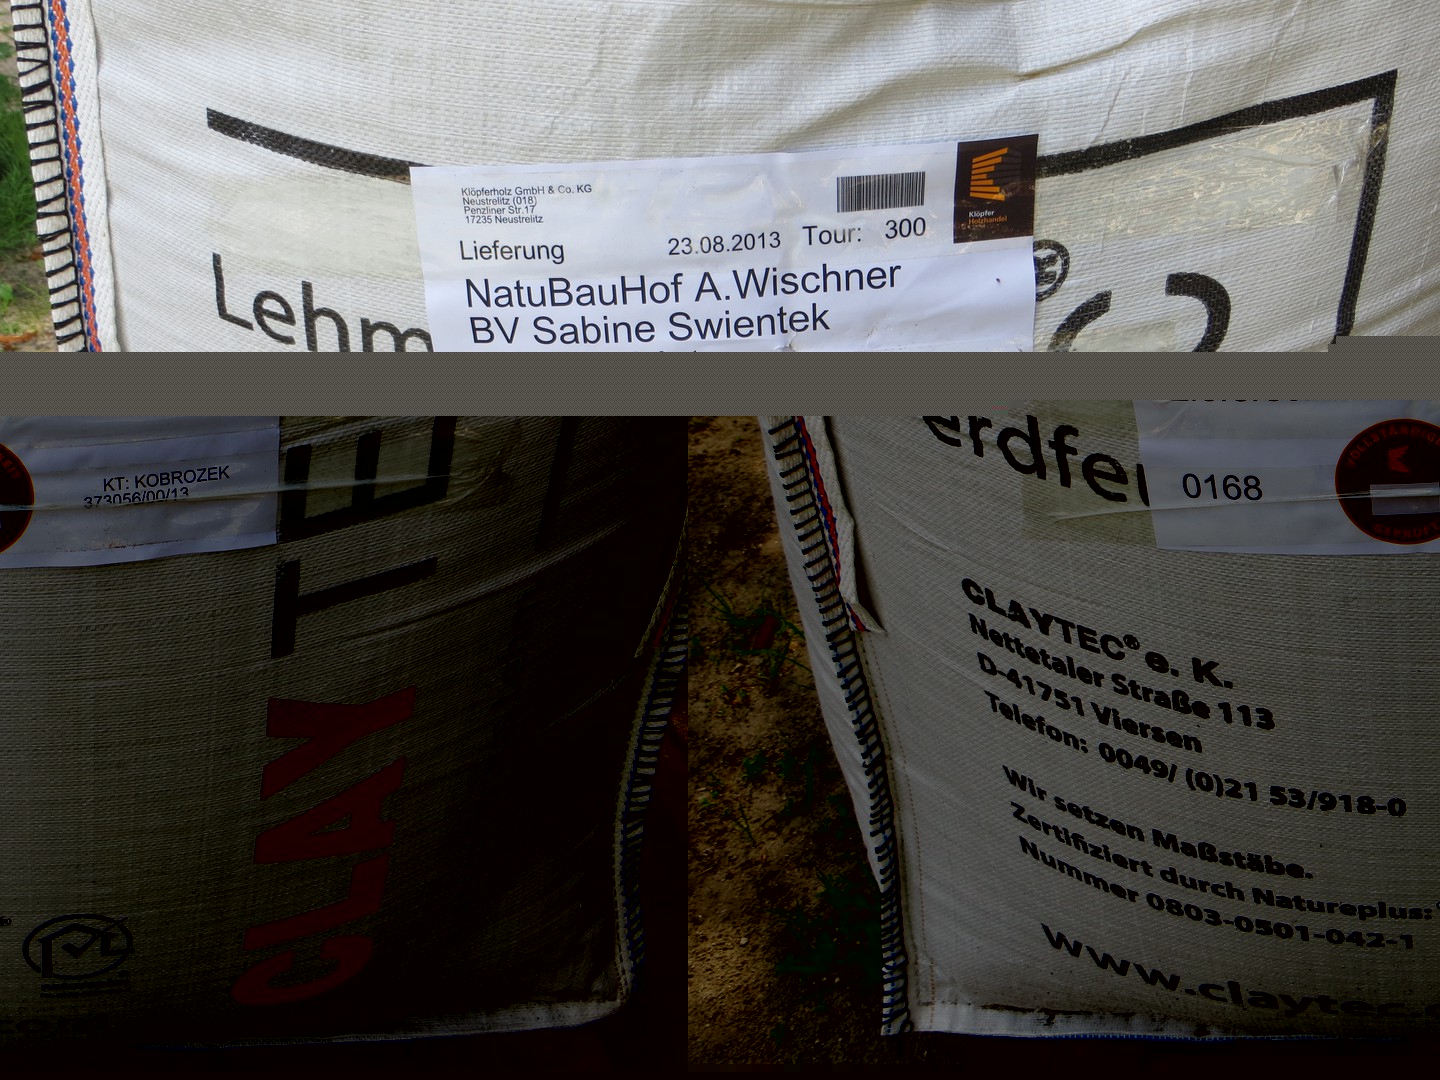 Klöpferholz GmbH & Co. KG
Neustrelitz (018)
Penzliner Str.17
17235 Neustrelitz
Klöpfer
Holzhandel
Lieferung 23.08.2013 Tour: 300
NatuBauHof A.Wischner
BV Sabine Swientek
Lehm
®
KT: KOBROZEK
373056/00/13
CLAY TE
erdfe
0168
CLAYTEC® e. K.
Nettetaler Straße 113
D-41751 Viersen
Telefon: 0049/ (0)21 53/918-0
Wir setzen Maßstäbe.
Zertifiziert durch Natureplus:
Nummer 0803-0501-042-1
www.claytec.